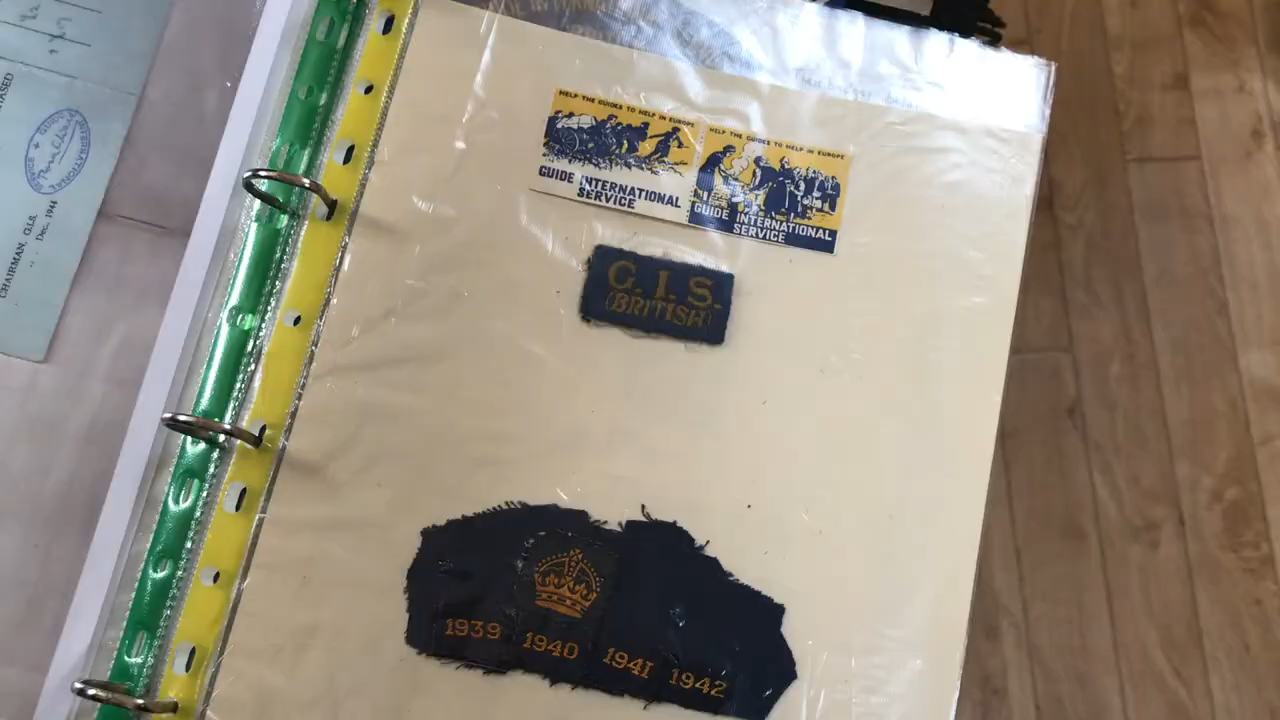 CHAIRMAN, G.I.S.
Dec. 1944
HELP THE GUIDES TO HELP IN EUROPE
GUIDE INTERNATIONAL
SERVICE
HELP THE GUIDES TO HELP IN EUROPE
GUIDE INTERNATIONAL
SERVICE
G. I. S.
(BRITISH)
1939 1940 1941 1942